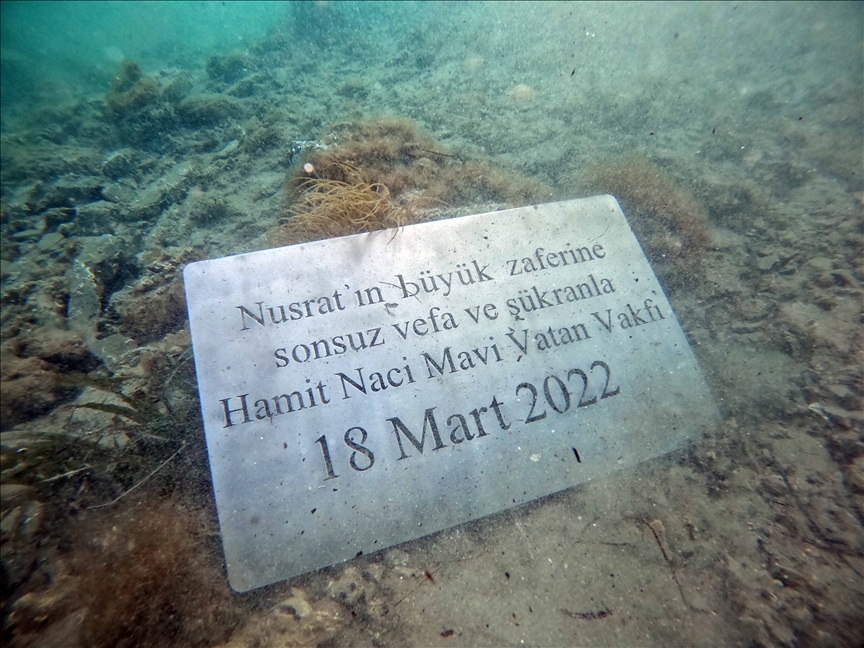 Nusrat'ın büyük zaferine
sonsuz vefa ve şükranla
Hamit Naci Mavi Vatan Vakfı
18 Mart 2022